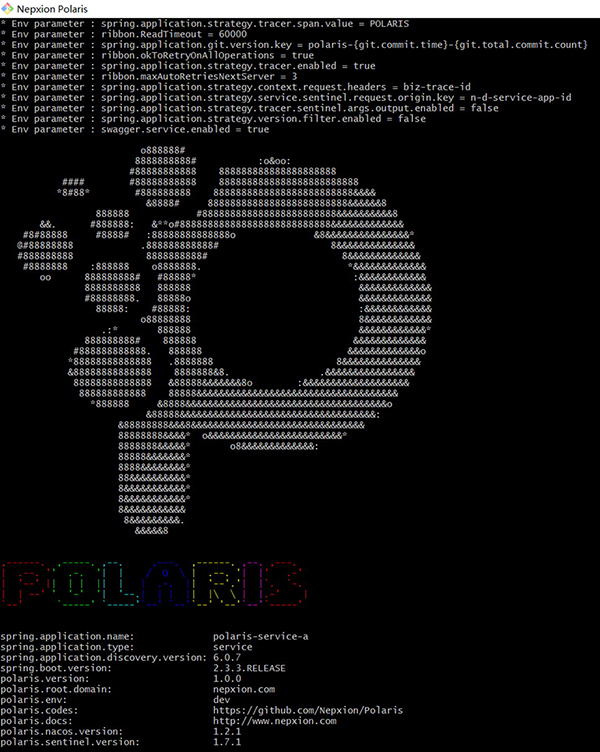 Nepxion Polaris
* Env parameter : spring.application.strategy.tracer.span.value = POLARIS
* Env parameter : ribbon.ReadTimeout = 60000
* Env parameter : spring.application.git.version.key = polaris-{git.commit.time}-{git.total.commit.count}
* Env parameter : ribbon.okToRetryOnAllOperations = true
* Env parameter : spring.application.strategy.tracer.enabled = true
* Env parameter : ribbon.maxAutoRetriesNextServer = 3
* Env parameter : spring.application.strategy.context.request.headers = biz-trace-id
* Env parameter : spring.application.strategy.service.sentinel.request.origin.key = n-d-service-app-id
* Env parameter : spring.application.strategy.tracer.sentinel.args.output.enabled = false
* Env parameter : spring.application.strategy.version.filter.enabled = false
* Env parameter : swagger.service.enabled = true
POLARIS
spring.application.name: polaris-service-a
spring.application.type: service
spring.application.discovery.version: 6.0.7
spring.boot.version: 2.3.3.RELEASE
polaris.version: 1.0.0
polaris.root.domain: nepxion.com
polaris.env: dev
polaris.codes: https://github.com/Nepxion/Polaris
polaris.docs: http://www.nepxion.com
polaris.nacos.version: 1.2.1
polaris.sentinel.version: 1.7.1